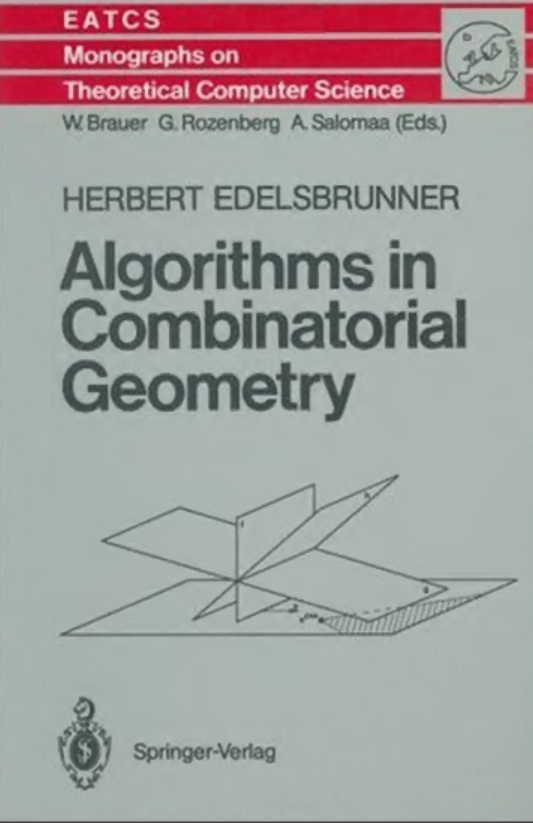 EATCS
Monographs on
Theoretical Computer Science
W. Brauer G. Rozenberg A. Salomaa (Eds.)
HERBERT EDELSBRUNNER
Algorithms in
Combinatorial
Geometry
Springer-Verlag